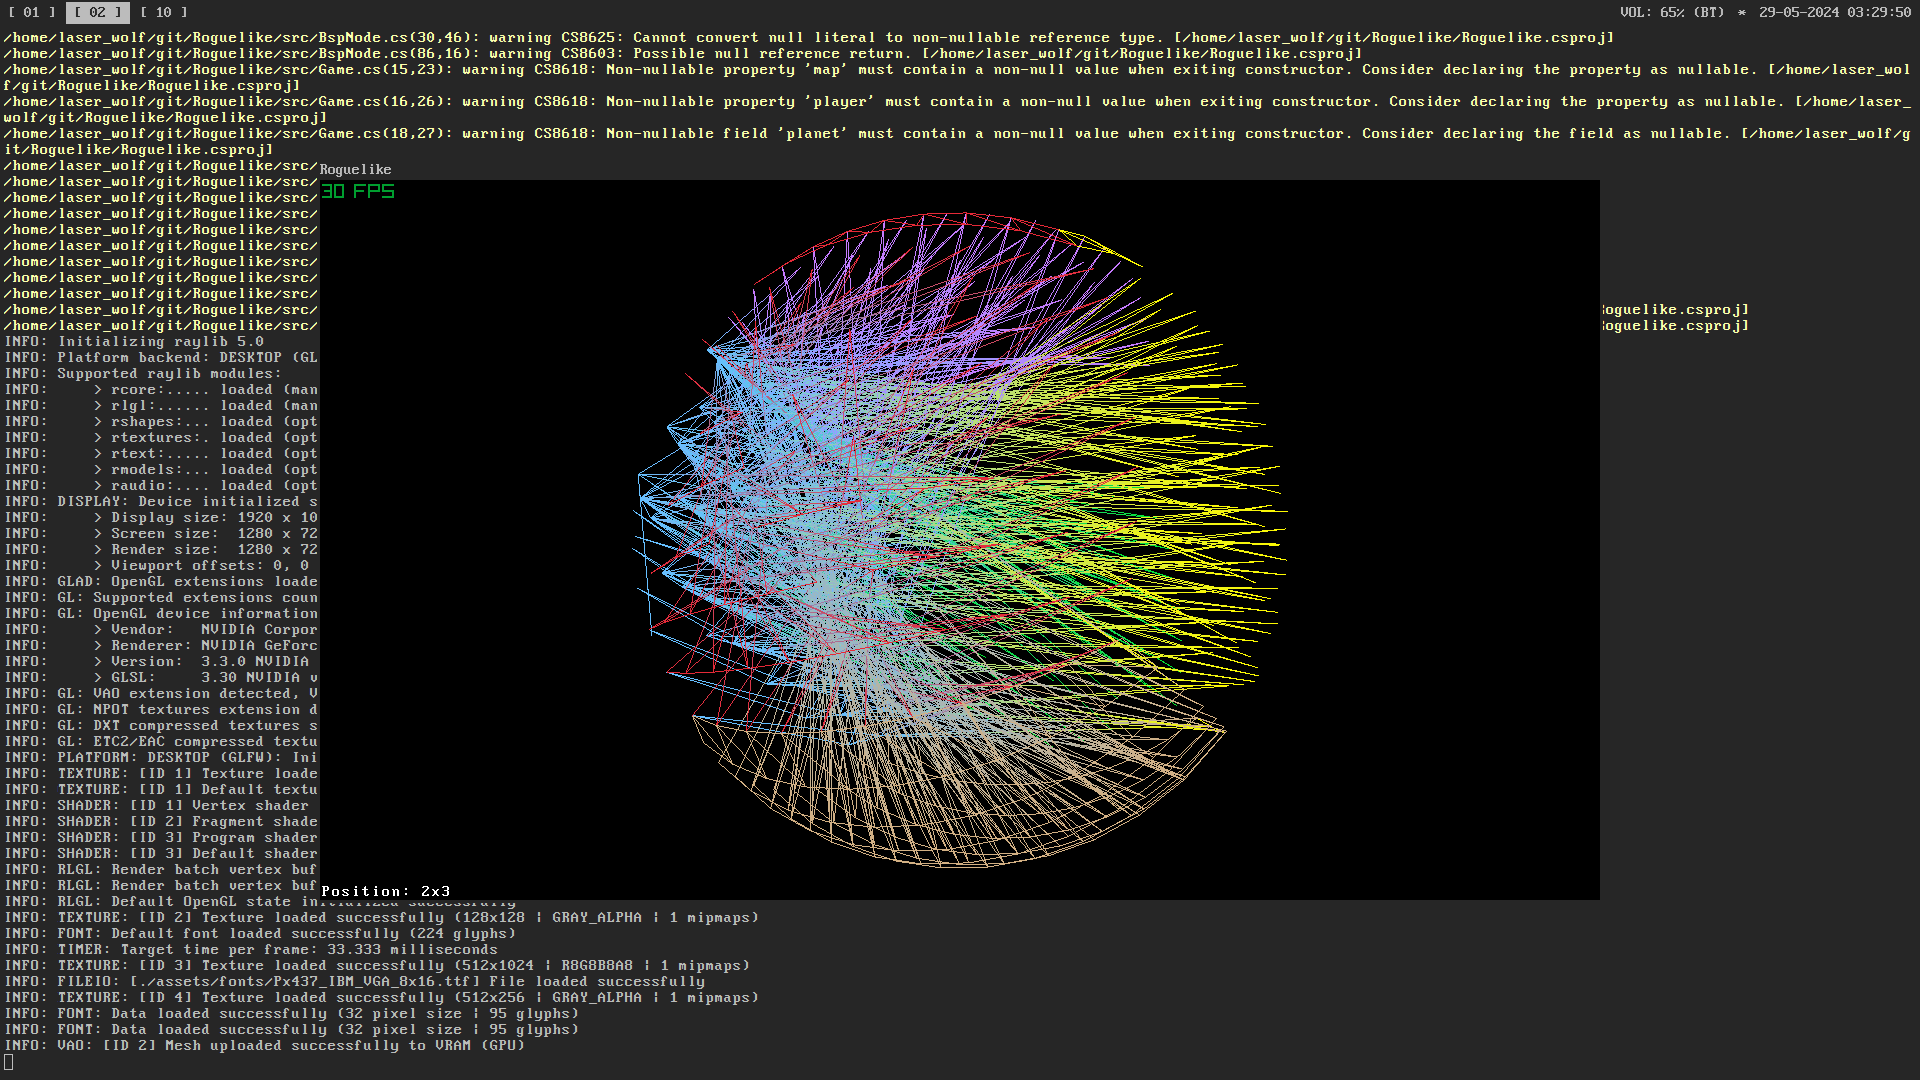 [ 01 ] [ 02 ] [ 10 ] VOL: 65% (BT) * 29-05-2024 03:29:50
/home/laser_wolf/git/Roguelike/src/BspNode.cs(30,46): warning CS8625: Cannot convert null literal to non-nullable reference type. [/home/laser_wolf/git/Roguelike/Roguelike.csproj]
/home/laser_wolf/git/Roguelike/src/BspNode.cs(86,16): warning CS8603: Possible null reference return. [/home/laser_wolf/git/Roguelike/Roguelike.csproj]
/home/laser_wolf/git/Roguelike/src/Game.cs(15,23): warning CS8618: Non-nullable property 'map' must contain a non-null value when exiting constructor. Consider declaring the property as nullable. [/home/laser_wol
f/git/Roguelike/Roguelike.csproj]
/home/laser_wolf/git/Roguelike/src/Game.cs(16,26): warning CS8618: Non-nullable property 'player' must contain a non-null value when exiting constructor. Consider declaring the property as nullable. [/home/laser_
wolf/git/Roguelike/Roguelike.csproj]
/home/laser_wolf/git/Roguelike/src/Game.cs(18,27): warning CS8618: Non-nullable field 'planet' must contain a non-null value when exiting constructor. Consider declaring the field as nullable. [/home/laser_wolf/g
it/Roguelike/Roguelike.csproj]
/home/laser_wolf/git/Roguelike/src/
Roguelike
/home/laser_wolf/git/Roguelike/src/
30 FPS
/home/laser_wolf/git/Roguelike/src/
/home/laser_wolf/git/Roguelike/src/
/home/laser_wolf/git/Roguelike/src/
/home/laser_wolf/git/Roguelike/src/
/home/laser_wolf/git/Roguelike/src/
/home/laser_wolf/git/Roguelike/src/
/home/laser_wolf/git/Roguelike/src/
/home/laser_wolf/git/Roguelike/src/
/home/laser_wolf/git/Roguelike/src/ oguelike.csproj]
/home/laser_wolf/git/Roguelike/src/ oguelike.csproj]
INFO: Initializing raylib 5.0
INFO: Platform backend: DESKTOP (GL
INFO: Supported raylib modules:
INFO:     > rcore:..... loaded (man
INFO:     > rlgl:...... loaded (man
INFO:     > rshapes:... loaded (opt
INFO:     > rtextures:. loaded (opt
INFO:     > rtext:..... loaded (opt
INFO:     > rmodels:... loaded (opt
INFO:     > raudio:.... loaded (opt
INFO: DISPLAY: Device initialized s
INFO:     > Display size: 1920 x 10
INFO:     > Screen size:  1280 x 72
INFO:     > Render size:  1280 x 72
INFO:     > Viewport offsets: 0, 0
INFO: GLAD: OpenGL extensions loade
INFO: GL: Supported extensions coun
INFO: GL: OpenGL device information
INFO:     > Vendor:   NVIDIA Corpor
INFO:     > Renderer: NVIDIA GeForc
INFO:     > Version:  3.3.0 NVIDIA
INFO:     > GLSL:     3.30 NVIDIA v
INFO: GL: VAO extension detected, V
INFO: GL: NPOT textures extension d
INFO: GL: DXT compressed textures s
INFO: GL: ETC2/EAC compressed textu
INFO: PLATFORM: DESKTOP (GLFW): Ini
INFO: TEXTURE: [ID 1] Texture loade
INFO: TEXTURE: [ID 1] Default textu
INFO: SHADER: [ID 1] Vertex shader
INFO: SHADER: [ID 2] Fragment shade
INFO: SHADER: [ID 3] Program shader
INFO: SHADER: [ID 3] Default shader
INFO: RLGL: Render batch vertex buf
INFO: RLGL: Render batch vertex buf
Position: 2x3
INFO: RLGL: Default OpenGL state initialized successfully
INFO: TEXTURE: [ID 2] Texture loaded successfully (128x128 | GRAY_ALPHA | 1 mipmaps)
INFO: FONT: Default font loaded successfully (224 glyphs)
INFO: TIMER: Target time per frame: 33.333 milliseconds
INFO: TEXTURE: [ID 3] Texture loaded successfully (512x1024 | R8G8B8A8 | 1 mipmaps)
INFO: FILEIO: [./assets/fonts/Px437_IBM_VGA_8x16.ttf] File loaded successfully
INFO: TEXTURE: [ID 4] Texture loaded successfully (512x256 | GRAY_ALPHA | 1 mipmaps)
INFO: FONT: Data loaded successfully (32 pixel size | 95 glyphs)
INFO: FONT: Data loaded successfully (32 pixel size | 95 glyphs)
INFO: VAO: [ID 2] Mesh uploaded successfully to VRAM (GPU)